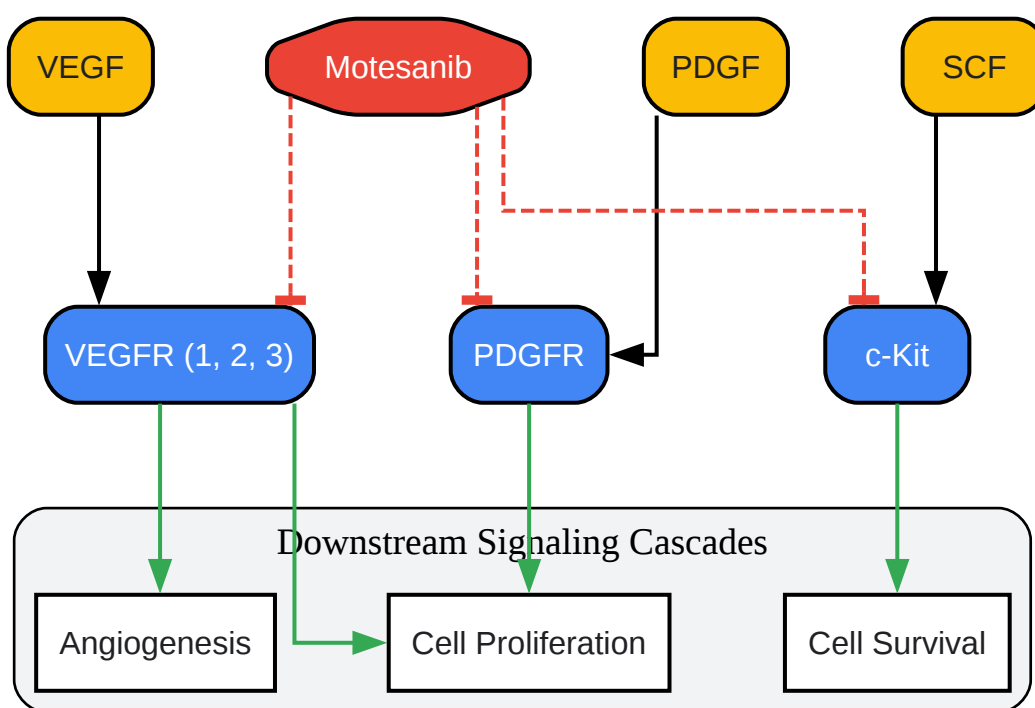 VEGF
Motesanib
PDGF
SCF
VEGFR (1, 2, 3)
PDGFR
c-Kit
Downstream Signaling Cascades
Angiogenesis
Cell Proliferation
Cell Survival